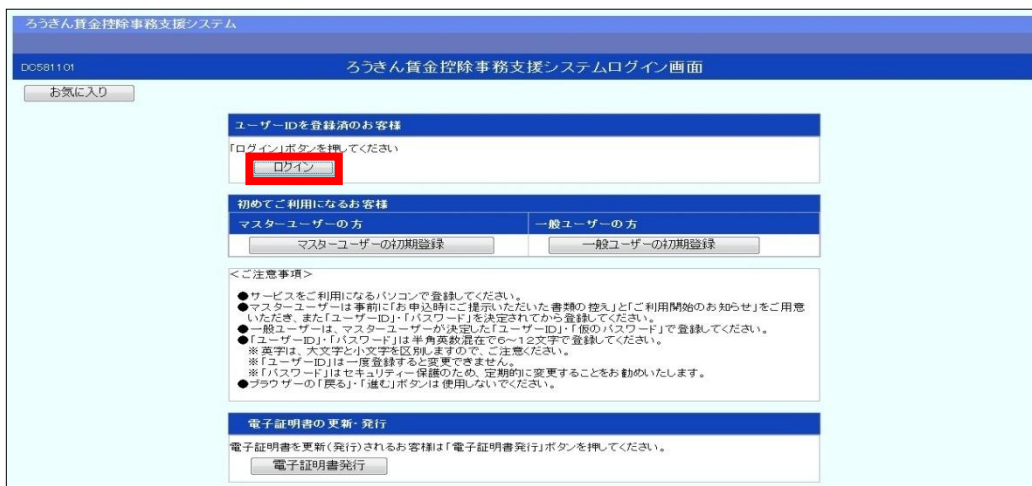 ろうきん賃金控除事務支援システム
DC581101
ろうきん賃金控除事務支援システムログイン画面
お気に入り
ユーザーIDを登録済のお客様
「ログイン」ボタンを押してください
ログイン
初めてご利用になるお客様
マスターユーザーの方
一般ユーザーの方
マスターユーザーの初期登録
一般ユーザーの初期登録
＜ご注意事項＞
●サービスをご利用になるパソコンで登録してください。
●マスターユーザーは事前に「お申込時にご提示いただいた書類の控え」と「ご利用開始のお知らせ」をご用意
いただき、また「ユーザーID」・「パスワード」を決定されてから登録してください。
●一般ユーザーは、マスターユーザーが決定した「ユーザーID」・「仮のパスワード」で登録してください。
●「ユーザーID」・「パスワード」は半角英数混在で6～12文字で登録してください。
※英字は、大文字と小文字を区別しますので、ご注意ください。
※「ユーザーID」は一度登録すると変更できません。
※「パスワード」はセキュリティー保護のため、定期的に変更することをお勧めいたします。
●ブラウザーの「戻る」・「進む」ボタンは使用しないでください。
電子証明書の更新・発行
電子証明書を更新（発行）されるお客様は「電子証明書発行」ボタンを押してください。
電子証明書発行